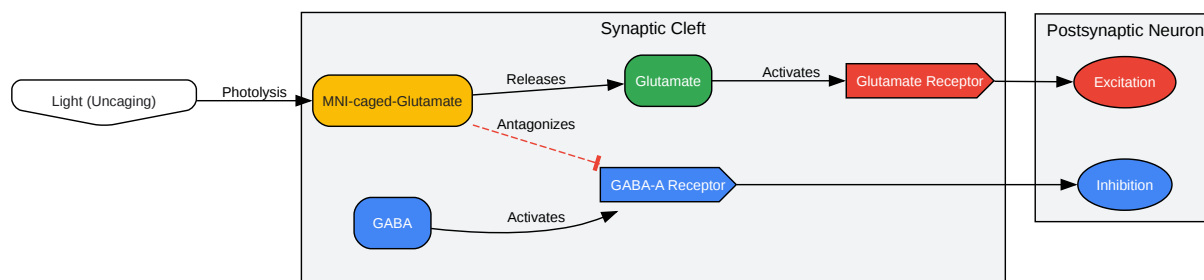 Synaptic Cleft
Postsynaptic Neuron
Light (Uncaging)
Photolysis
MNI-caged-Glutamate
Releases
Glutamate
Activates
Glutamate Receptor
Excitation
Antagonizes
GABA-A Receptor
Inhibition
GABA
Activates